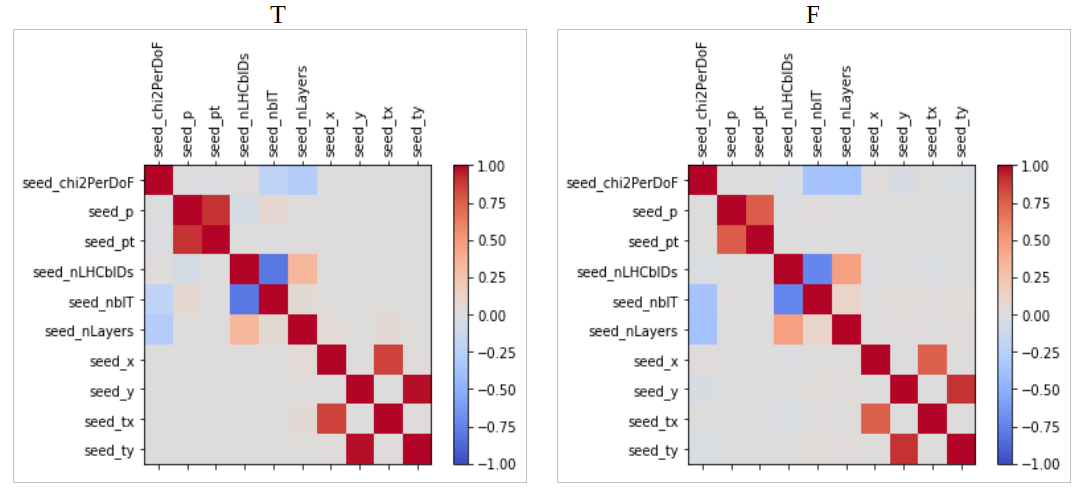 T
F
seed_chi2PerDoF
seed_p
seed_pt
seed_nLHCbIDs
seed_nbIT
seed_nLayers
seed_x
seed_y
seed_tx
seed_ty
seed_chi2PerDoF
seed_p
seed_pt
seed_nLHCbIDs
seed_nbIT
seed_nLayers
seed_x
seed_y
seed_tx
seed_ty
1.00
0.75
0.50
0.25
0.00
−0.25
−0.50
−0.75
−1.00
seed_chi2PerDoF
seed_p
seed_pt
seed_nLHCbIDs
seed_nbIT
seed_nLayers
seed_x
seed_y
seed_tx
seed_ty
seed_chi2PerDoF
seed_p
seed_pt
seed_nLHCbIDs
seed_nbIT
seed_nLayers
seed_x
seed_y
seed_tx
seed_ty
1.00
0.75
0.50
0.25
0.00
−0.25
−0.50
−0.75
−1.00